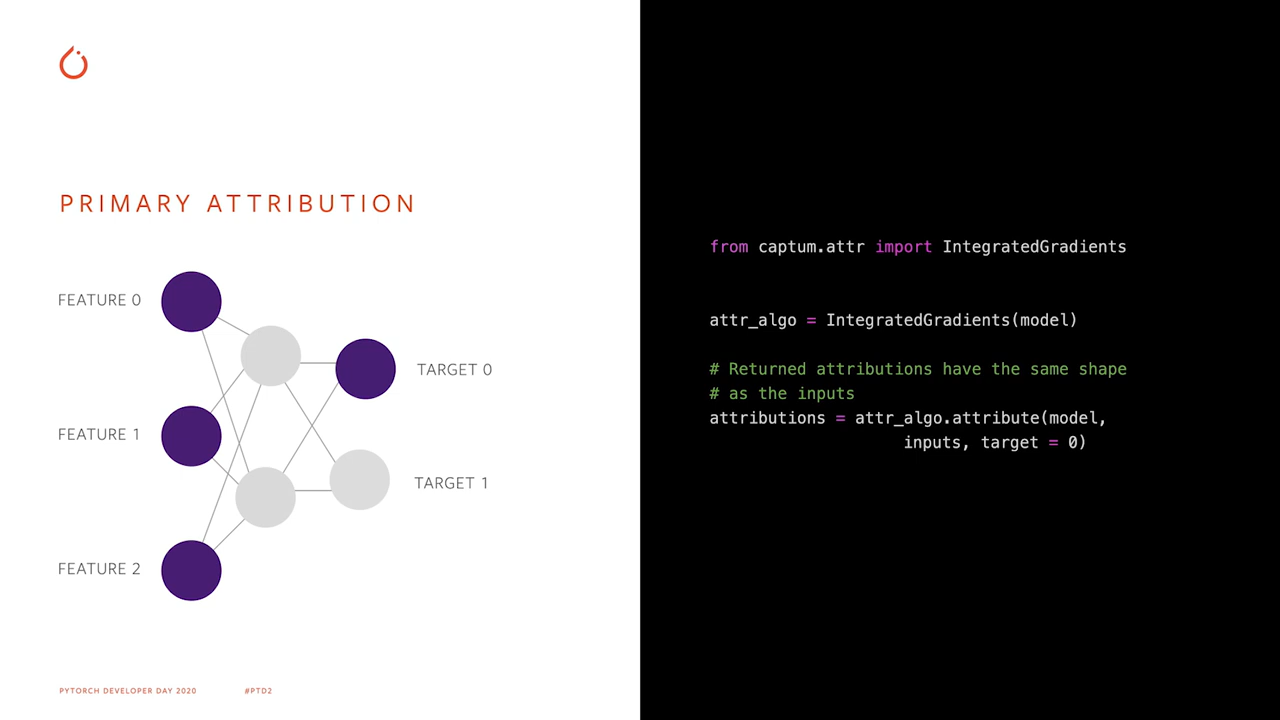 PRIMARY ATTRIBUTION
FEATURE 0
TARGET 0
FEATURE 1
TARGET 1
FEATURE 2
PYTORCH DEVELOPER DAY 2020
#PTD2
from captum.attr import IntegratedGradients
attr_algo = IntegratedGradients(model)
# Returned attributions have the same shape
# as the inputs
attributions = attr_algo.attribute(model,
inputs, target = 0)